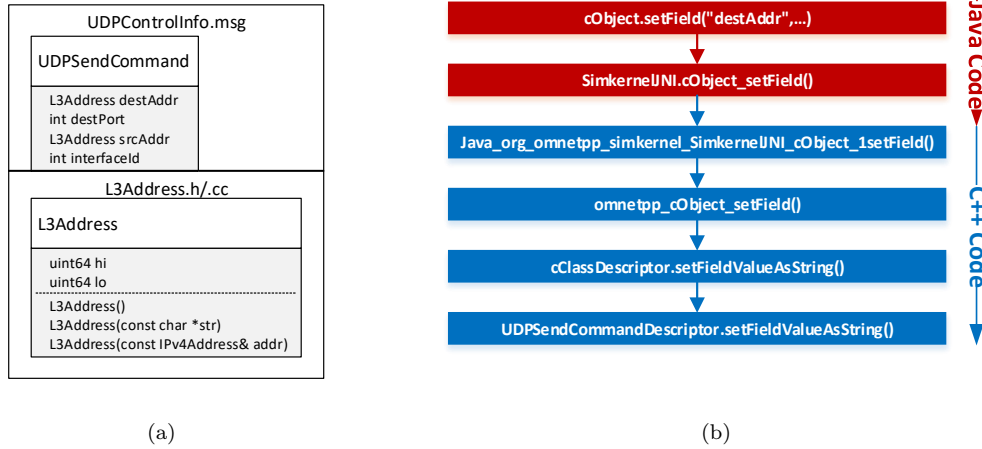 UDPControlInfo.msg
UDPSendCommand
L3Address destAddr
int destPort
L3Address srcAddr
int interfaceId
L3Address.h/.cc
L3Address
uint64 hi
uint64 lo
L3Address()
L3Address(const char *str)
L3Address(const IPv4Address& addr)
(a)
cObject.setField("destAddr",...)
SimkernelJNI.cObject_setField()
Java_org_omnetpp_simkernel_SimkernelJNI_cObject_1setField()
omnetpp_cObject_setField()
cClassDescriptor.setFieldValueAsString()
UDPSendCommandDescriptor.setFieldValueAsString()
Java Code
C++ Code
(b)